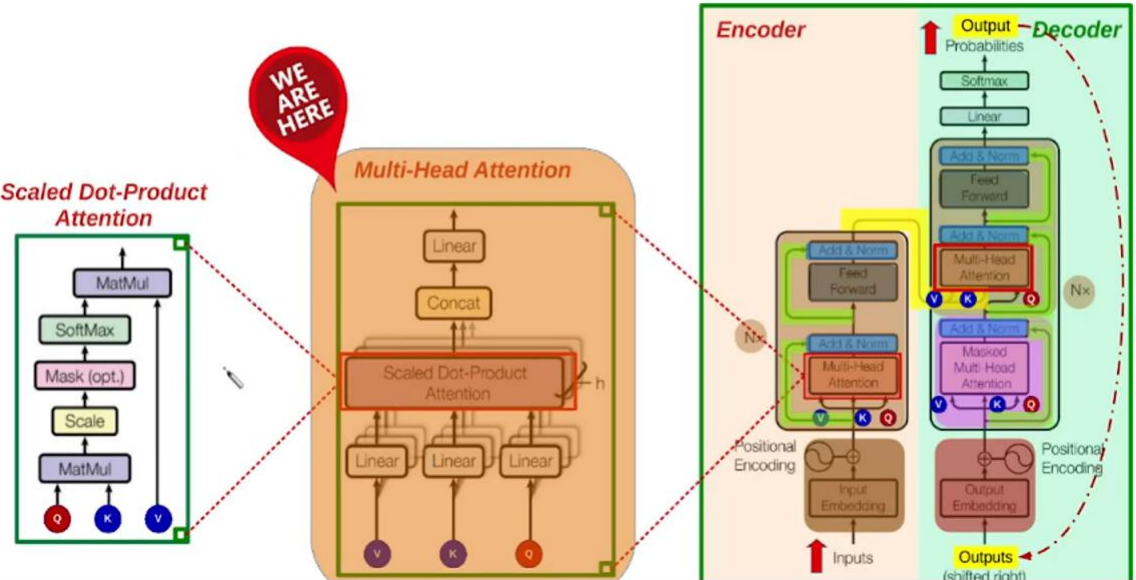 WE
ARE
HERE
Scaled Dot-Product
Attention
MatMul
SoftMax
Mask (opt.)
Scale
MatMul
Q
K
V
Multi-Head Attention
Linear
Concat
Scaled Dot-Product
Attention
h
Linear
Linear
Linear
V
K
Q
Encoder
Decoder
Output
Probabilities
Softmax
Linear
Add & Norm
Feed
Forward
Add & Norm
Multi-Head
Attention
V
K
Q
Nx
Add & Norm
Masked
Multi-Head
Attention
V
K
Q
Add & Norm
Feed
Forward
Nx
Add & Norm
Multi-Head
Attention
V
K
Q
Positional
Encoding
Input
Embedding
Inputs
Positional
Encoding
Output
Embedding
Outputs
(shifted right)